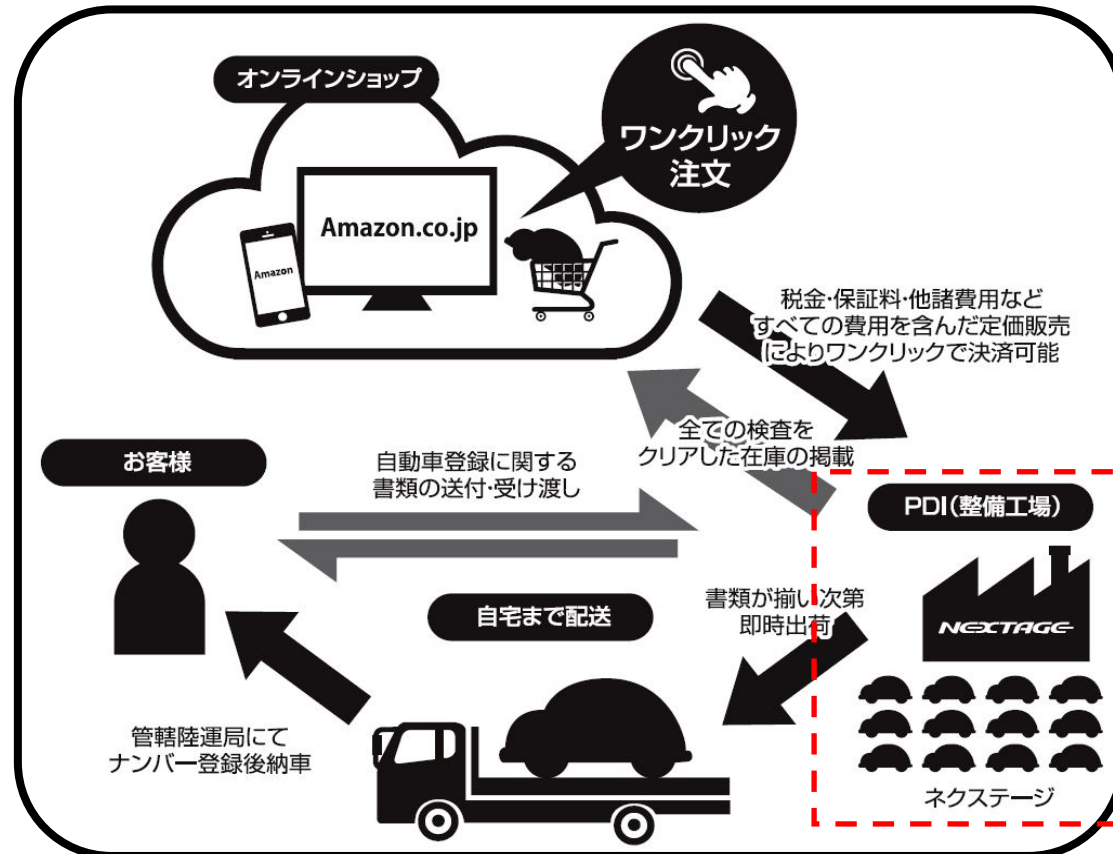 オンラインショップ
ワンクリック
注文
Amazon.co.jp
Amazon
税金・保証料・他諸費用など
すべての費用を含んだ定価販売
によりワンクリックで決済可能
全ての検査を
クリアした在庫の掲載
お客様
自動車登録に関する
書類の送付・受け渡し
PDI（整備工場）
NEXTAGE
書類が揃い次第
即時出荷
自宅まで配送
管轄陸運局にて
ナンバー登録後納車
ネクステージ